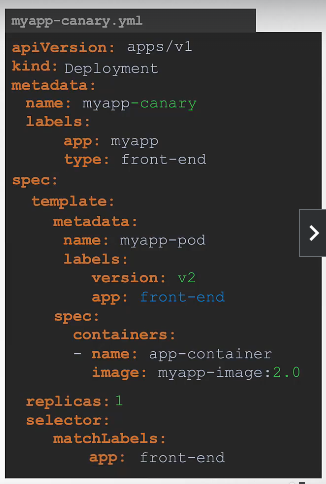 myapp-canary.yml
apiVersion: apps/v1
kind: Deployment
metadata:
name: myapp-canary
labels:
app: myapp
type: front-end
spec:
template:
metadata:
name: myapp-pod
labels:
version: v2
app: front-end
spec:
containers:
- name: app-container
image: myapp-image:2.0
replicas: 1
selector:
matchLabels:
app: front-end